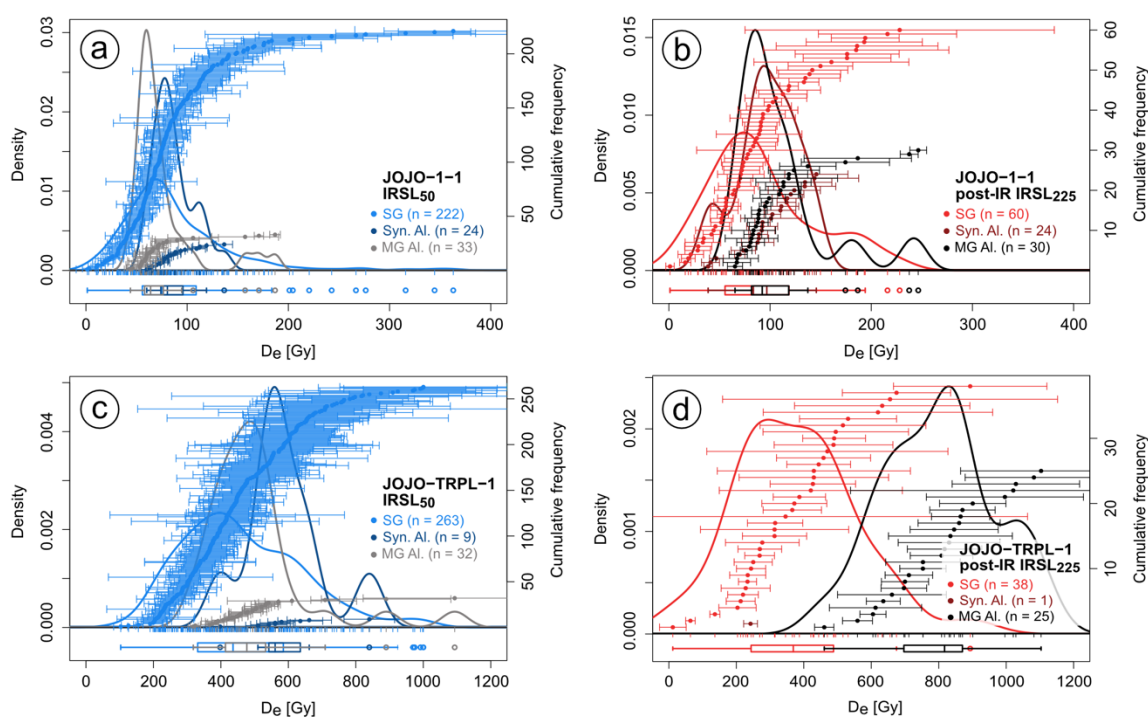 a
0.03
0.02
0.01
0.00
Density
200
150
100
50
Cumulative frequency
JOJO−1−1
IRSL50
SG (n = 222)
Syn. Al. (n = 24)
MG Al. (n = 33)
0 100 200 300 400
De [Gy]
b
0.015
0.010
0.005
0.000
Density
60
50
40
30
20
10
Cumulative frequency
JOJO−1−1
post-IR IRSL225
SG (n = 60)
Syn. Al. (n = 24)
MG Al. (n = 30)
0 100 200 300 400
De [Gy]
c
0.004
0.002
0.000
Density
250
200
150
100
50
Cumulative frequency
JOJO−TRPL−1
IRSL50
SG (n = 263)
Syn. Al. (n = 9)
MG Al. (n = 32)
0 200 400 600 800 1000 1200
De [Gy]
d
0.002
0.001
0.000
Density
30
20
10
Cumulative frequency
JOJO−TRPL−1
post-IR IRSL225
SG (n = 38)
Syn. Al. (n = 1)
MG Al. (n = 25)
0 200 400 600 800 1000 1200
De [Gy]